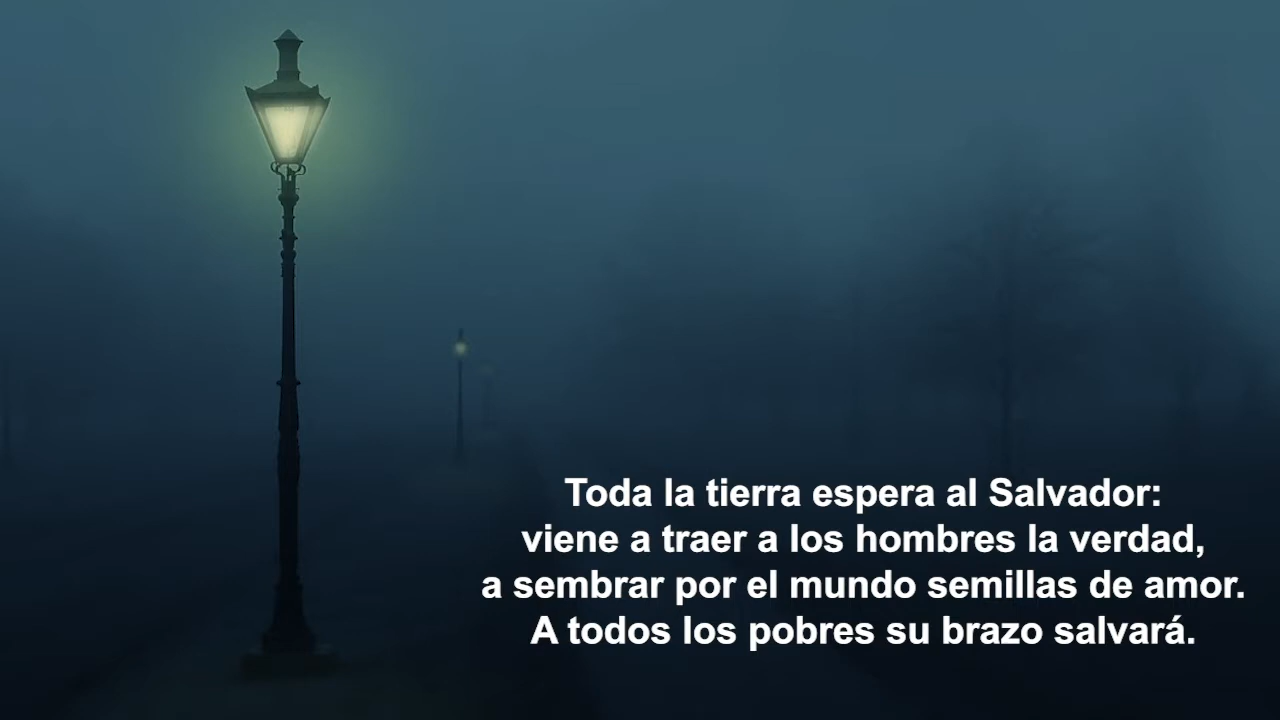 Toda la tierra espera al Salvador:
viene a traer a los hombres la verdad,
a sembrar por el mundo semillas de amor.
A todos los pobres su brazo salvará.